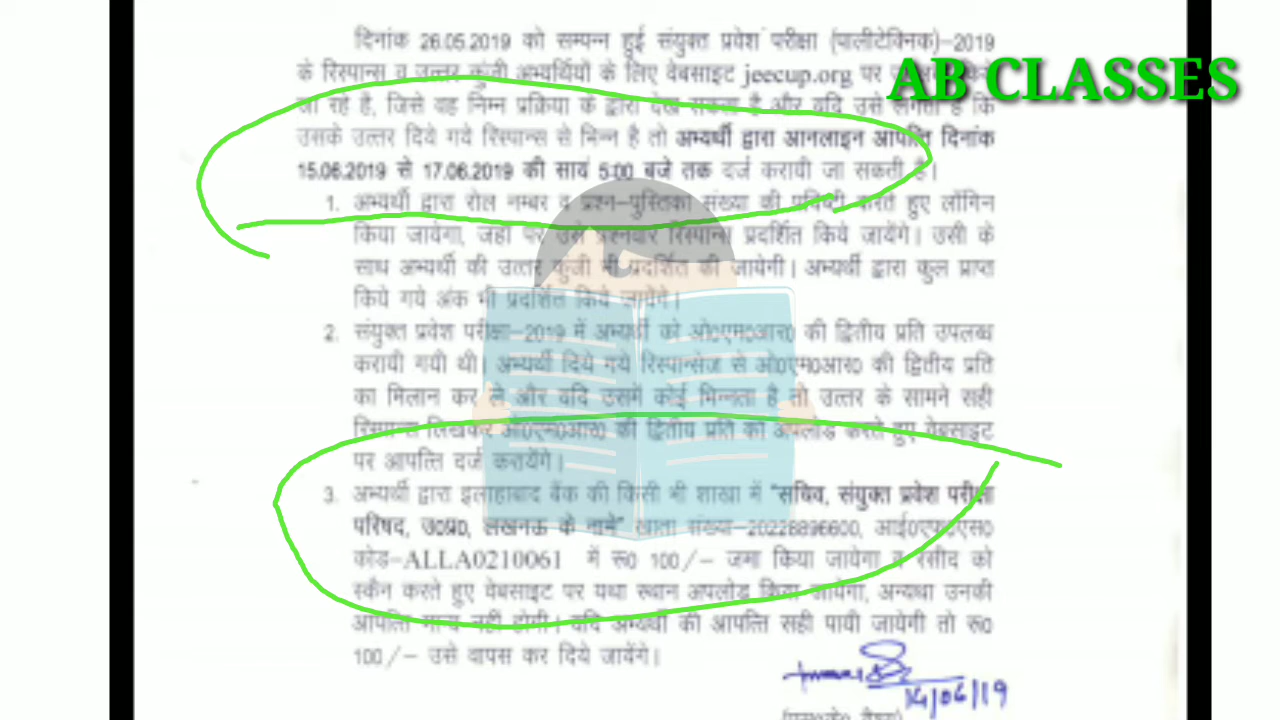 दिनांक 26.05.2019 को सम्पन्न हुई संयुक्त प्रवेश परीक्षा (पालीटेक्निक)–2019
AB CLASSES
के रिस्पान्स व उत्तर कुंजी अभ्यर्थियों के लिए वेबसाइट jeecup.org पर
जा रहे है, जिसे वह निम्न प्रक्रिया के द्वारा देख सकता है और यदि उसे लगता है कि
उसके उत्तर दिये गये रिस्पान्स से भिन्न है तो अभ्यर्थी द्वारा आनलाइन आपत्ति दिनांक
15.06.2019 से 17.06.2019 की सायं 5:00 बजे तक दर्ज करायी जा सकती है।
1. अभ्यर्थी द्वारा रोल नम्बर व प्रश्न–पुस्तिका संख्या की प्रविष्टी करते हुए लॉगिन
किया जायेगा, जहां पर उसे प्रश्नवार रिस्पान्स प्रदर्शित किये जायेंगे। उसी के
साथ अभ्यर्थी की उत्तर कुंजी भी प्रदर्शित की जायेगी। अभ्यर्थी द्वारा कुल प्राप्त
किये गये अंक भी प्रदर्शित किये जायेंगे।
2. संयुक्त प्रवेश परीक्षा–2019 में अभ्यर्थी को ओ0एम0आर0 की द्वितीय प्रति उपलब्ध
करायी गयी थी। अभ्यर्थी दिये गये रिस्पान्सेज से ओ0एम0आर0 की द्वितीय प्रति
का मिलान कर ले और यदि उसमें कोई भिन्नता है तो उत्तर के सामने सही
रिस्पान्स लिखकर ओ0एम0आर0 की द्वितीय प्रति को अपलोड करते हुए वेबसाइट
पर आपत्ति दर्ज करायेंगे।
3. अभ्यर्थी द्वारा इलाहाबाद बैंक की किसी भी शाखा में "सचिव, संयुक्त प्रवेश परीक्षा
परिषद, उ0प्र0, लखनऊ के नाम" खाता संख्या–20228896600, आई0एफ0एस0
कोड–ALLA0210061 में रू0 100/– जमा किया जायेगा व रसीद को
स्कैन करते हुए वेबसाइट पर यथा स्थान अपलोड किया जायेगा, अन्यथा उनकी
आपत्ति मान्य नही होगी। यदि अभ्यर्थी की आपत्ति सही पायी जायेगी तो रू0
100/– उसे वापस कर दिये जायेंगे।
14/06/19